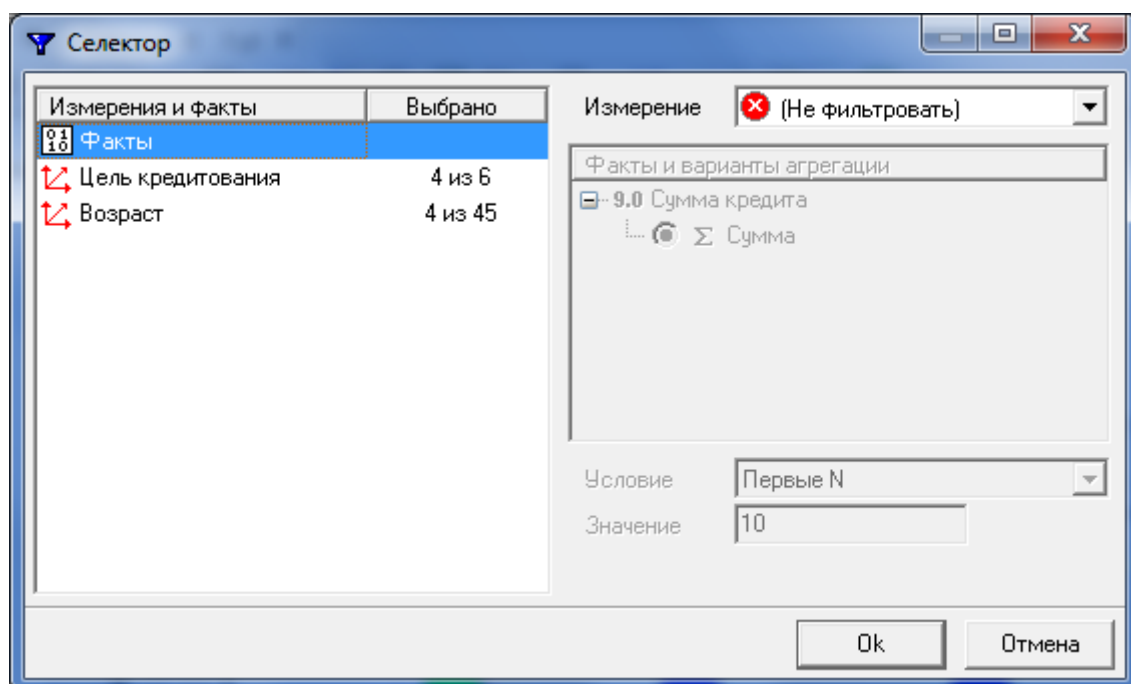 Селектор
Измерения и факты Выбрано
Факты
Цель кредитования 4 из 6
Возраст 4 из 45
Измерение (Не фильтровать)
Факты и варианты агрегации
9.0 Сумма кредита
Σ Сумма
Условие Первые N
Значение 10
Ok Отмена